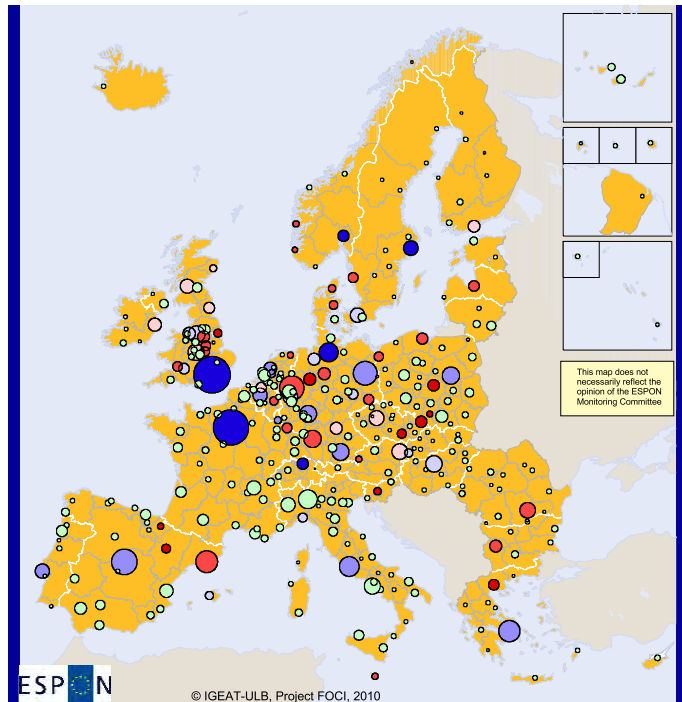 This map does not
necessarily reflect the
opinion of the ESPON
Monitoring Committee
ESPON
© IGEAT-ULB, Project FOCI, 2010